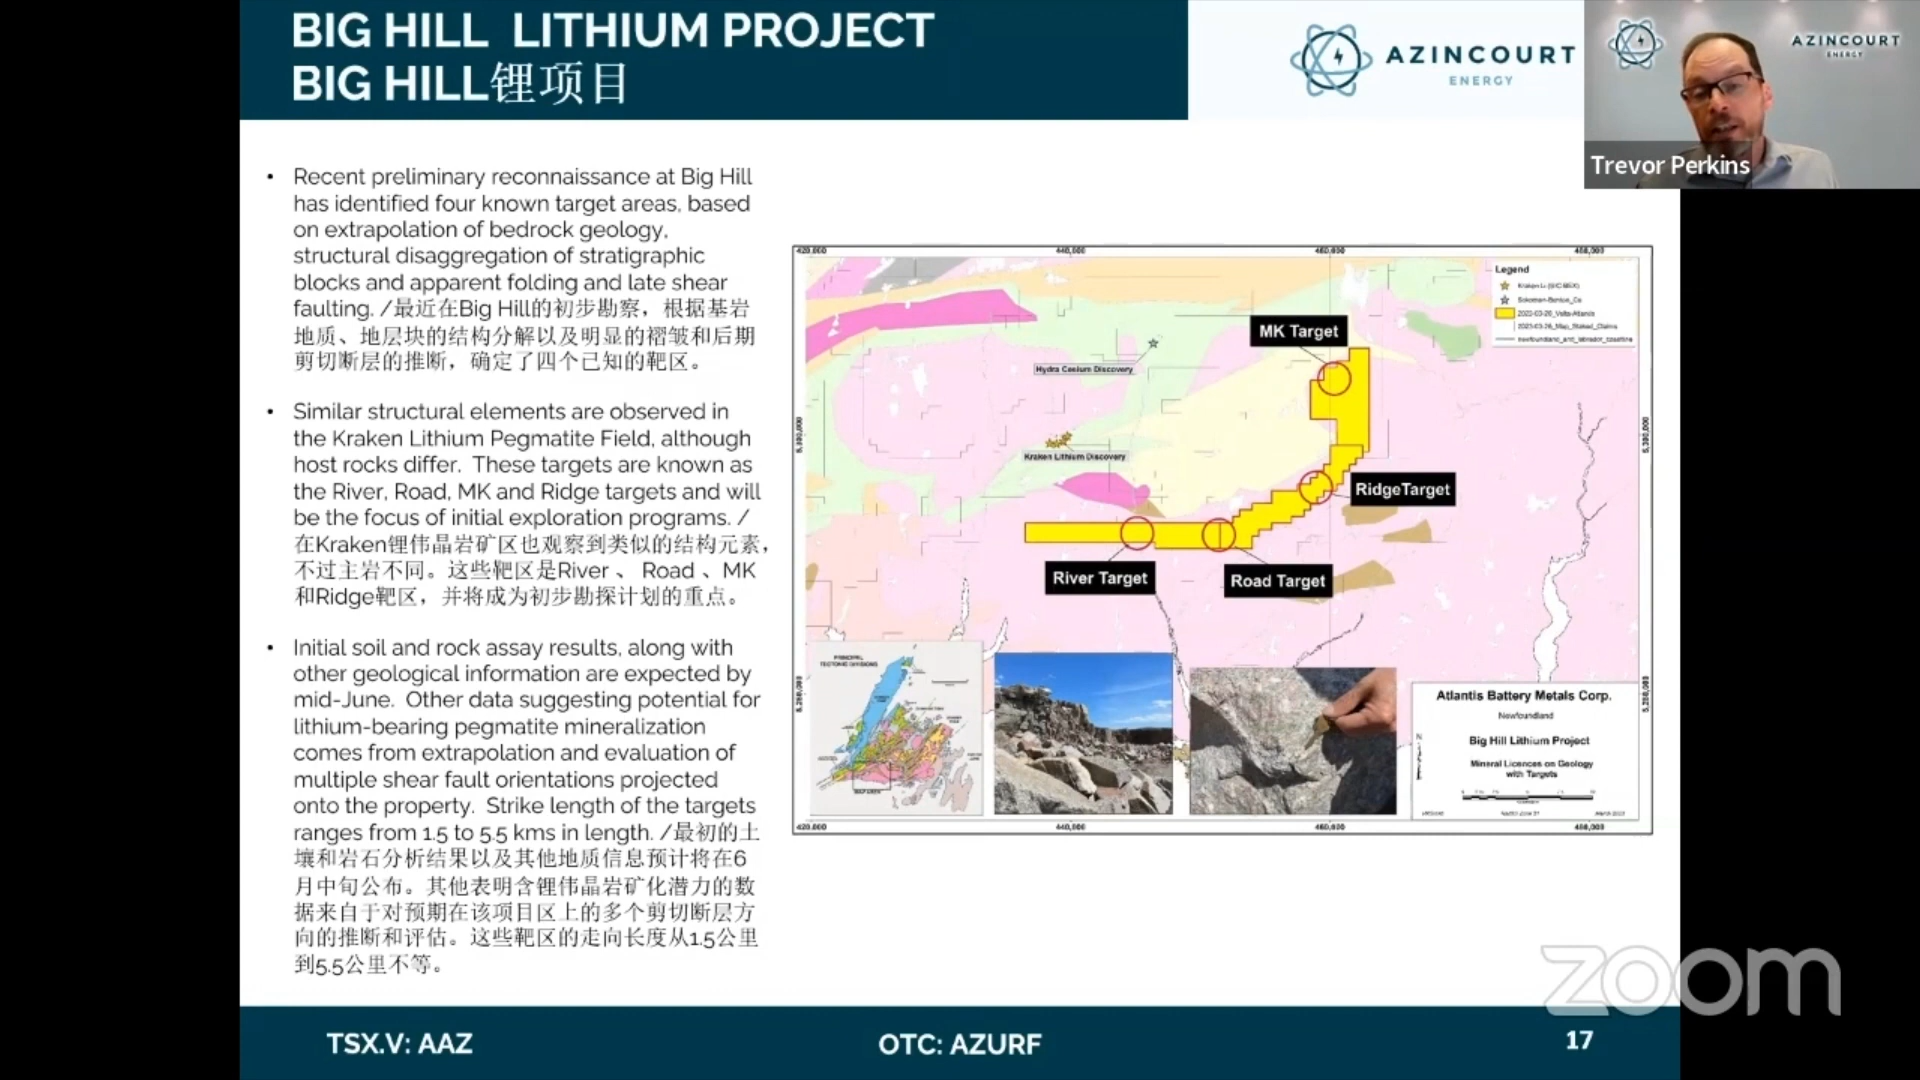 BIG HILL LITHIUM PROJECT
BIG HILL锂项目
AZINCOURT
ENERGY
AZINCOURT
ENERGY
Trevor Perkins
• Recent preliminary reconnaissance at Big Hill
has identified four known target areas, based
on extrapolation of bedrock geology,
structural disaggregation of stratigraphic
blocks and apparent folding and late shear
faulting. /最近在Big Hill的初步勘察，根据基岩
地质、地层块的结构分解以及明显的褶皱和后期
剪切断层的推断，确定了四个已知的靶区。
• Similar structural elements are observed in
the Kraken Lithium Pegmatite Field, although
host rocks differ. These targets are known as
the River, Road, MK and Ridge targets and will
be the focus of initial exploration programs. /
在Kraken锂伟晶岩矿区也观察到类似的结构元素，
不过主岩不同。这些靶区是River 、 Road 、MK
和Ridge靶区，并将成为初步勘探计划的重点。
• Initial soil and rock assay results, along with
other geological information are expected by
mid-June. Other data suggesting potential for
lithium-bearing pegmatite mineralization
comes from extrapolation and evaluation of
multiple shear fault orientations projected
onto the property. Strike length of the targets
ranges from 1.5 to 5.5 kms in length. /最初的土
壤和岩石分析结果以及其他地质信息预计将在6
月中旬公布。其他表明含锂伟晶岩矿化潜力的数
据来自于对预期在该项目区上的多个剪切断层方
向的推断和评估。这些靶区的走向长度从1.5公里
到5.5公里不等。
420,000
440,000
460,000
Legend
MK Target
Hydra Cesium Discovery
Kraken Lithium Discovery
RidgeTarget
River Target
Road Target
PRINCIPAL
TECTONIC DIVISIONS
Atlantis Battery Metals Corp.
Newfoundland
Big Hill Lithium Project
Mineral Licences on Geology
with Targets
420,000
440,000
460,000
zoom
TSX.V: AAZ
OTC: AZURF
17